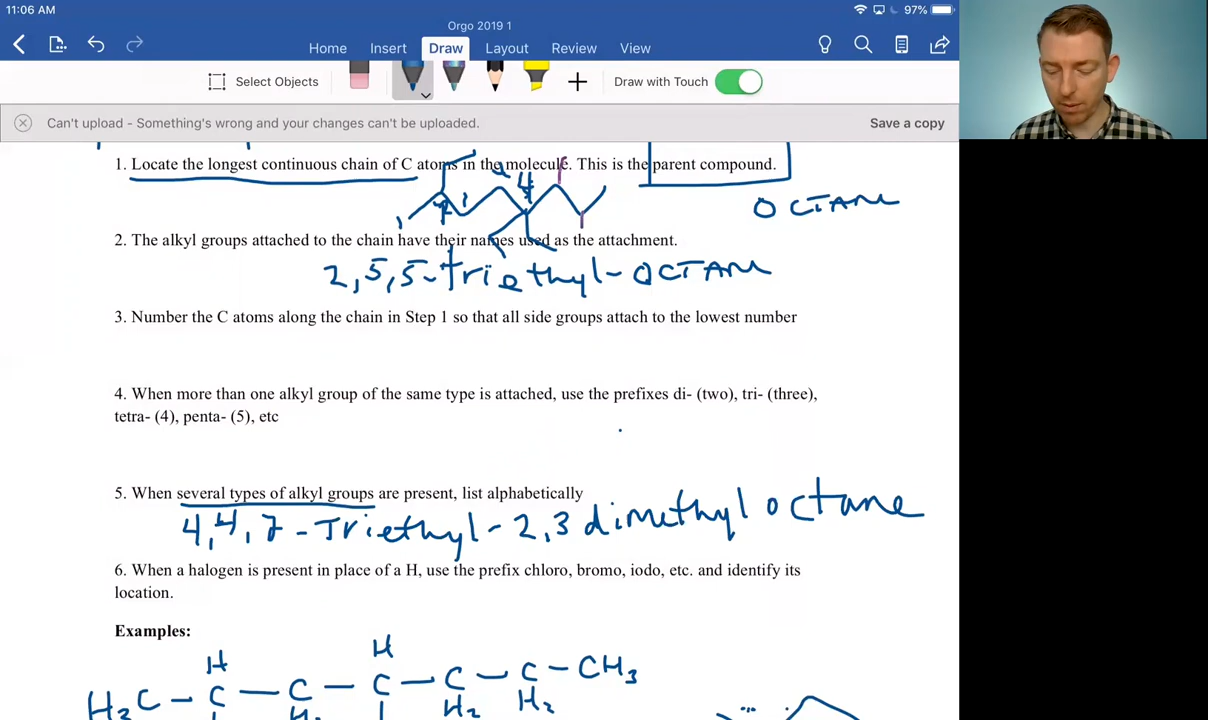 11:06 AM
97%
Orgo 2019 1
Home Insert Draw Layout Review View
Select Objects
Draw with Touch
Can't upload - Something's wrong and your changes can't be uploaded.
Save a copy
1. Locate the longest continuous chain of C atoms in the molecule. This is the parent compound.
4
1
OCTANe
2. The alkyl groups attached to the chain have their names used as the attachment.
2,5,5-triethyl-OCTANe
3. Number the C atoms along the chain in Step 1 so that all side groups attach to the lowest number
4. When more than one alkyl group of the same type is attached, use the prefixes di- (two), tri- (three),
tetra- (4), penta- (5), etc
5. When several types of alkyl groups are present, list alphabetically
4,4,7-Triethyl-2,3 dimethyl octane
6. When a halogen is present in place of a H, use the prefix chloro, bromo, iodo, etc. and identify its
location.
Examples:
H H
H3C - C - C - C - C - C - CH3
H2 H2